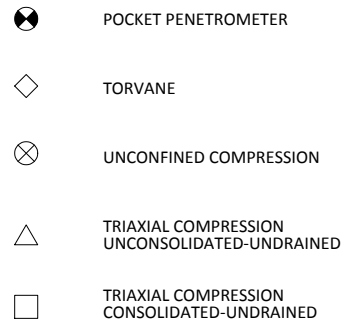 POCKET PENETROMETER
TORVANE
UNCONFINED COMPRESSION
TRIAXIAL COMPRESSION
UNCONSOLIDATED-UNDRAINED
TRIAXIAL COMPRESSION
CONSOLIDATED-UNDRAINED